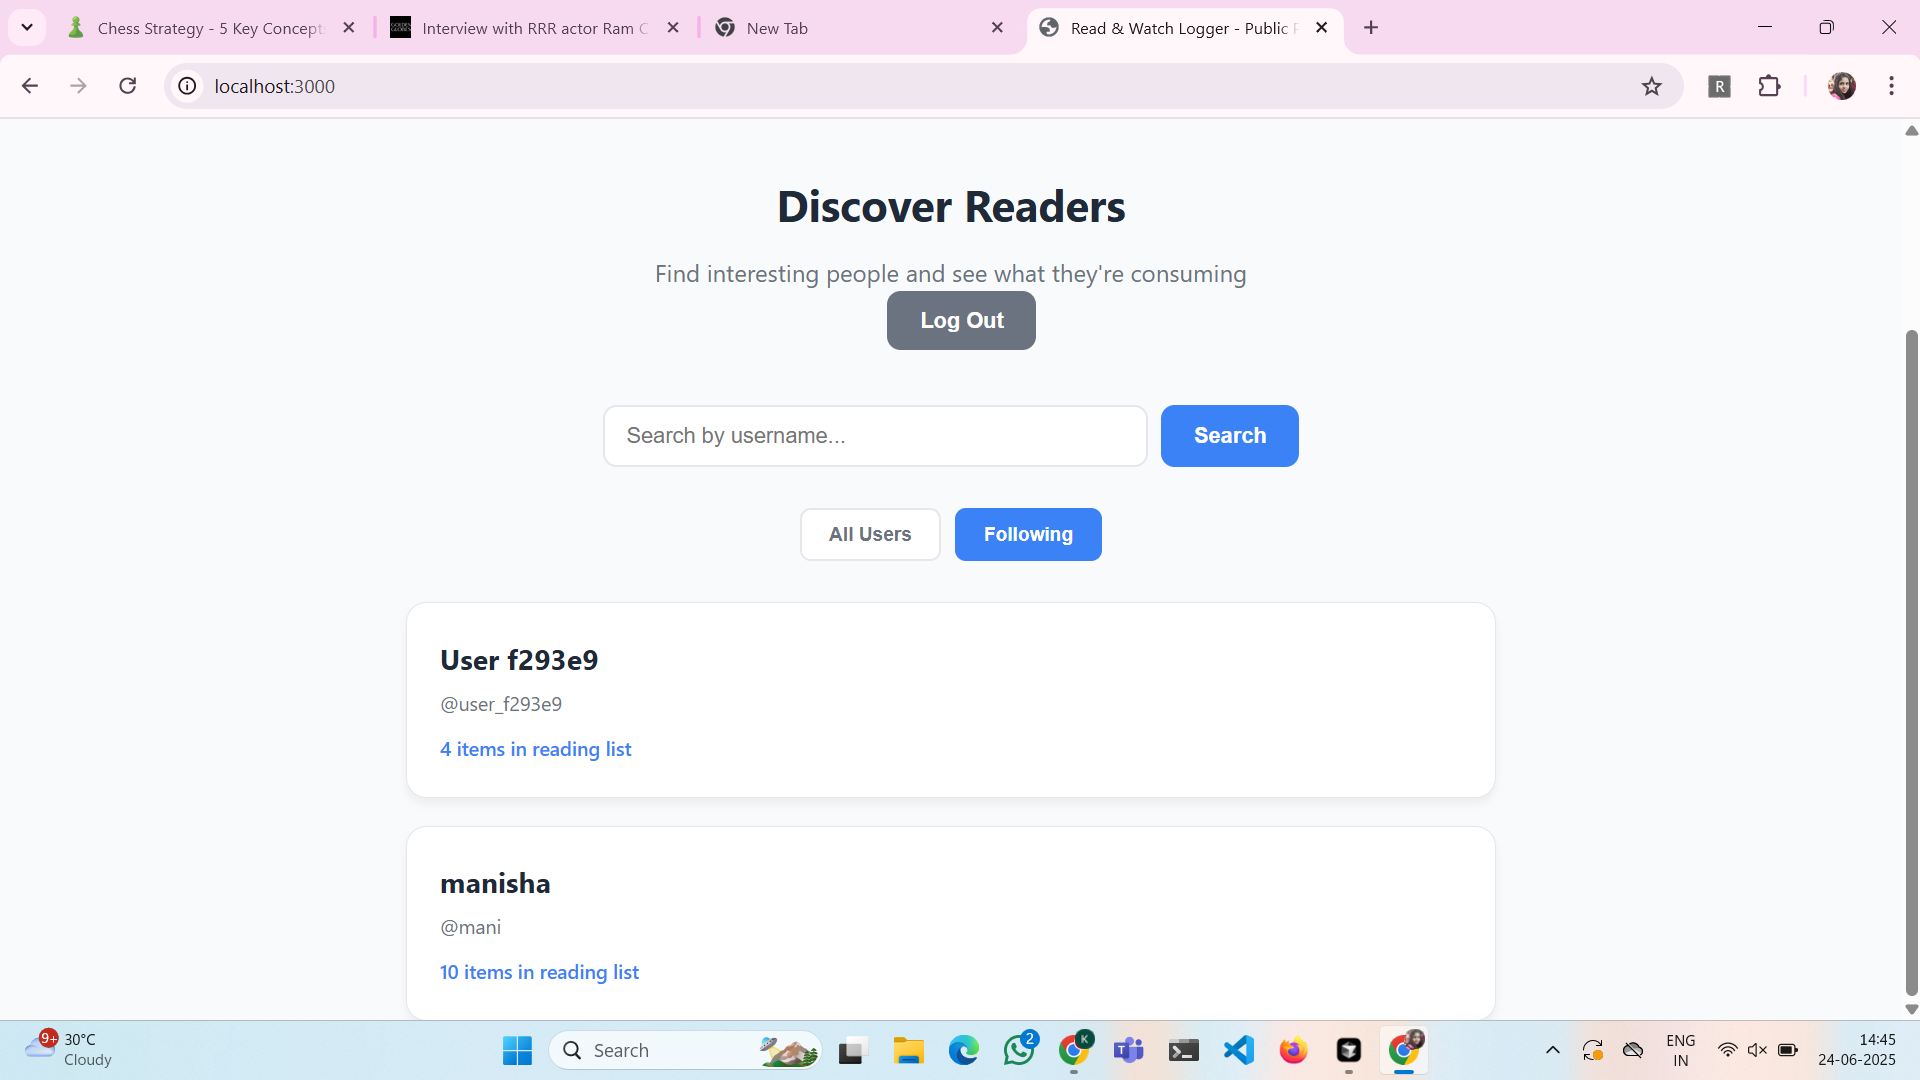 Chess Strategy - 5 Key Concept
Interview with RRR actor Ram C
New Tab
Read & Watch Logger - Public P
localhost:3000
R
Discover Readers
Find interesting people and see what they're consuming
Log Out
Search by username...
Search
All Users
Following
User f293e9
@user_f293e9
4 items in reading list
manisha
@mani
10 items in reading list
9+
30°C
Cloudy
Search
2
K
ENG
IN
14:45
24-06-2025